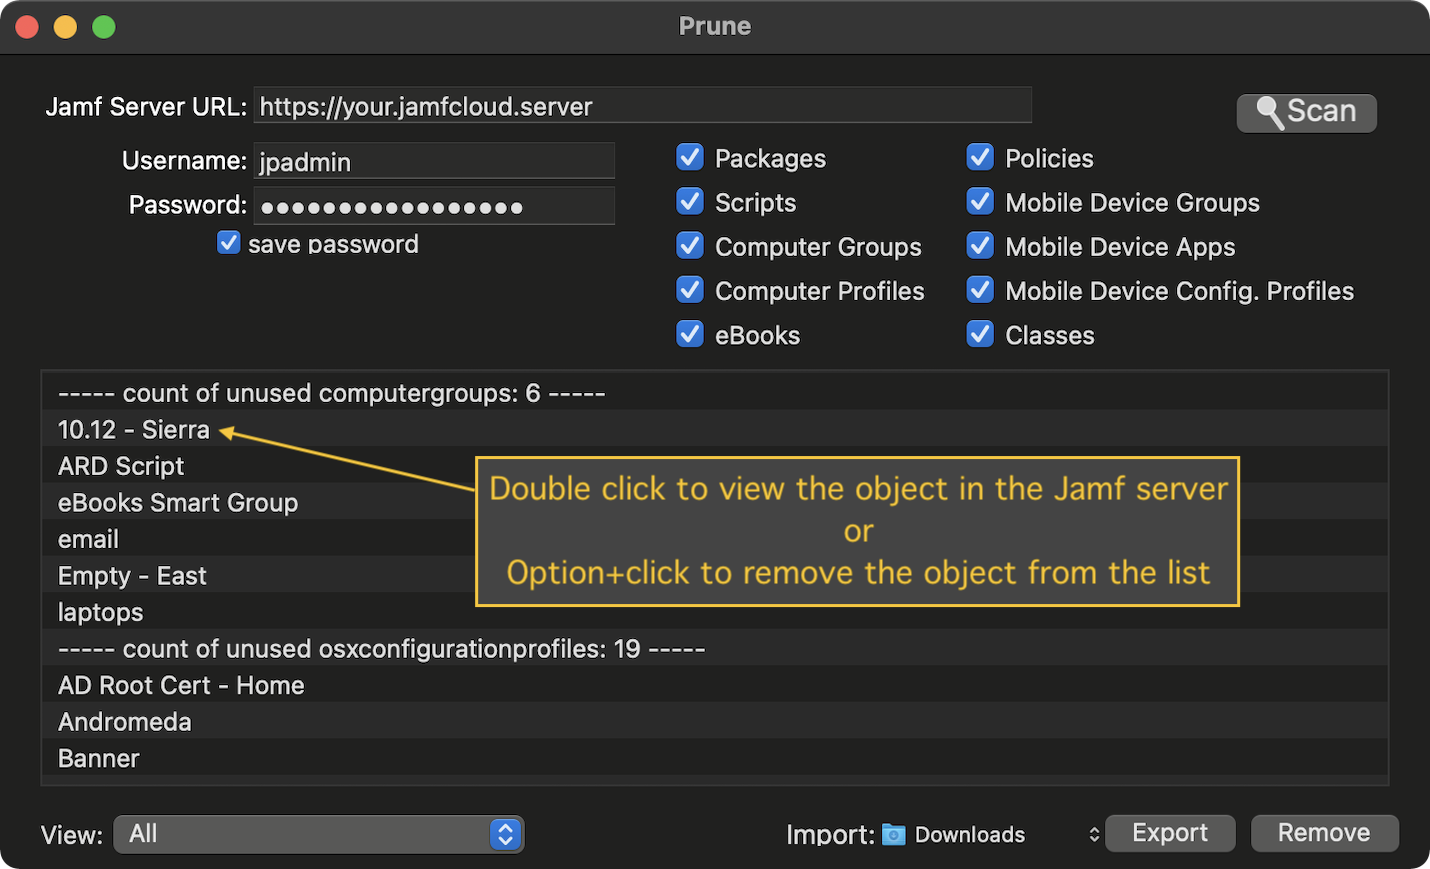 Prune
Jamf Server URL: https://your.jamfcloud.server
Scan
Username: jpadmin
Password: ●●●●●●●●●●●●●●●●●
save password
Packages
Policies
Scripts
Mobile Device Groups
Computer Groups
Mobile Device Apps
Computer Profiles
Mobile Device Config. Profiles
eBooks
Classes
----- count of unused computergroups: 6 -----
10.12 - Sierra
ARD Script
eBooks Smart Group
email
Empty - East
laptops
Double click to view the object in the Jamf server
or
Option+click to remove the object from the list
----- count of unused osxconfigurationprofiles: 19 -----
AD Root Cert - Home
Andromeda
Banner
View: All
Import: Downloads
Export
Remove